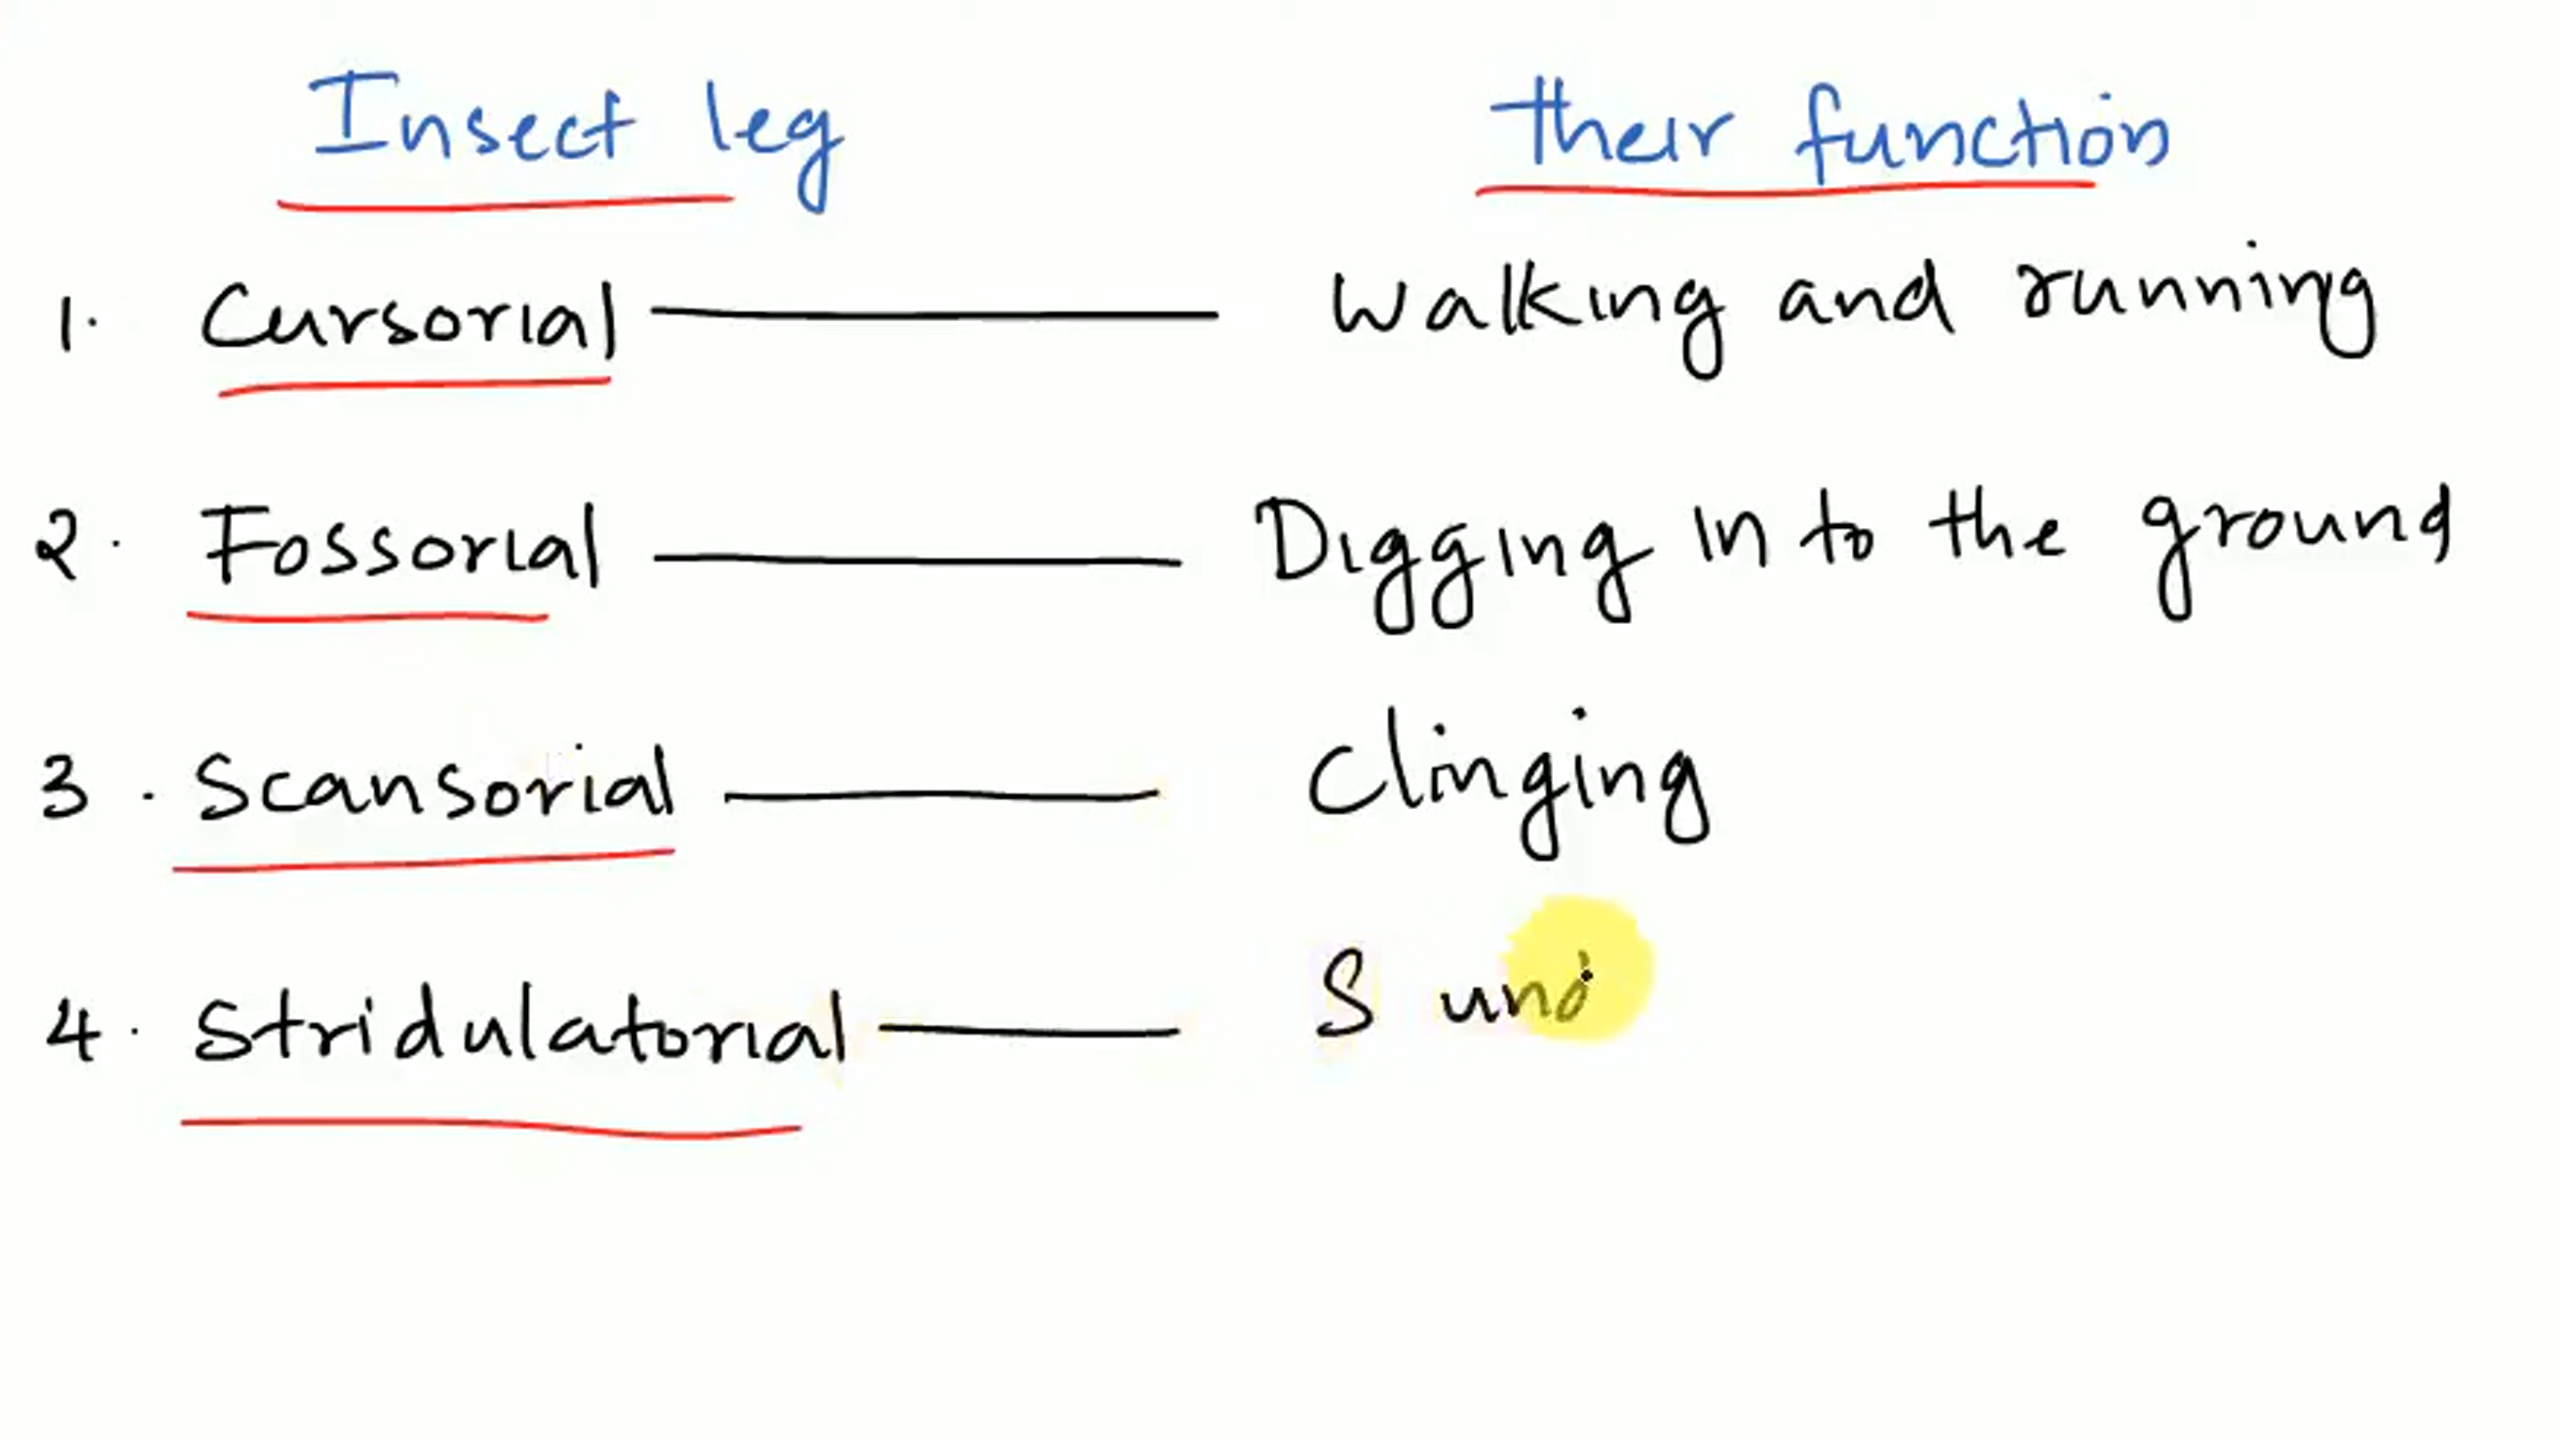 Insect leg their function
1. Cursorial walking and running
2. Fossorial Digging in to the ground
3. Scansorial Clinging
4. Stridulatorial S und